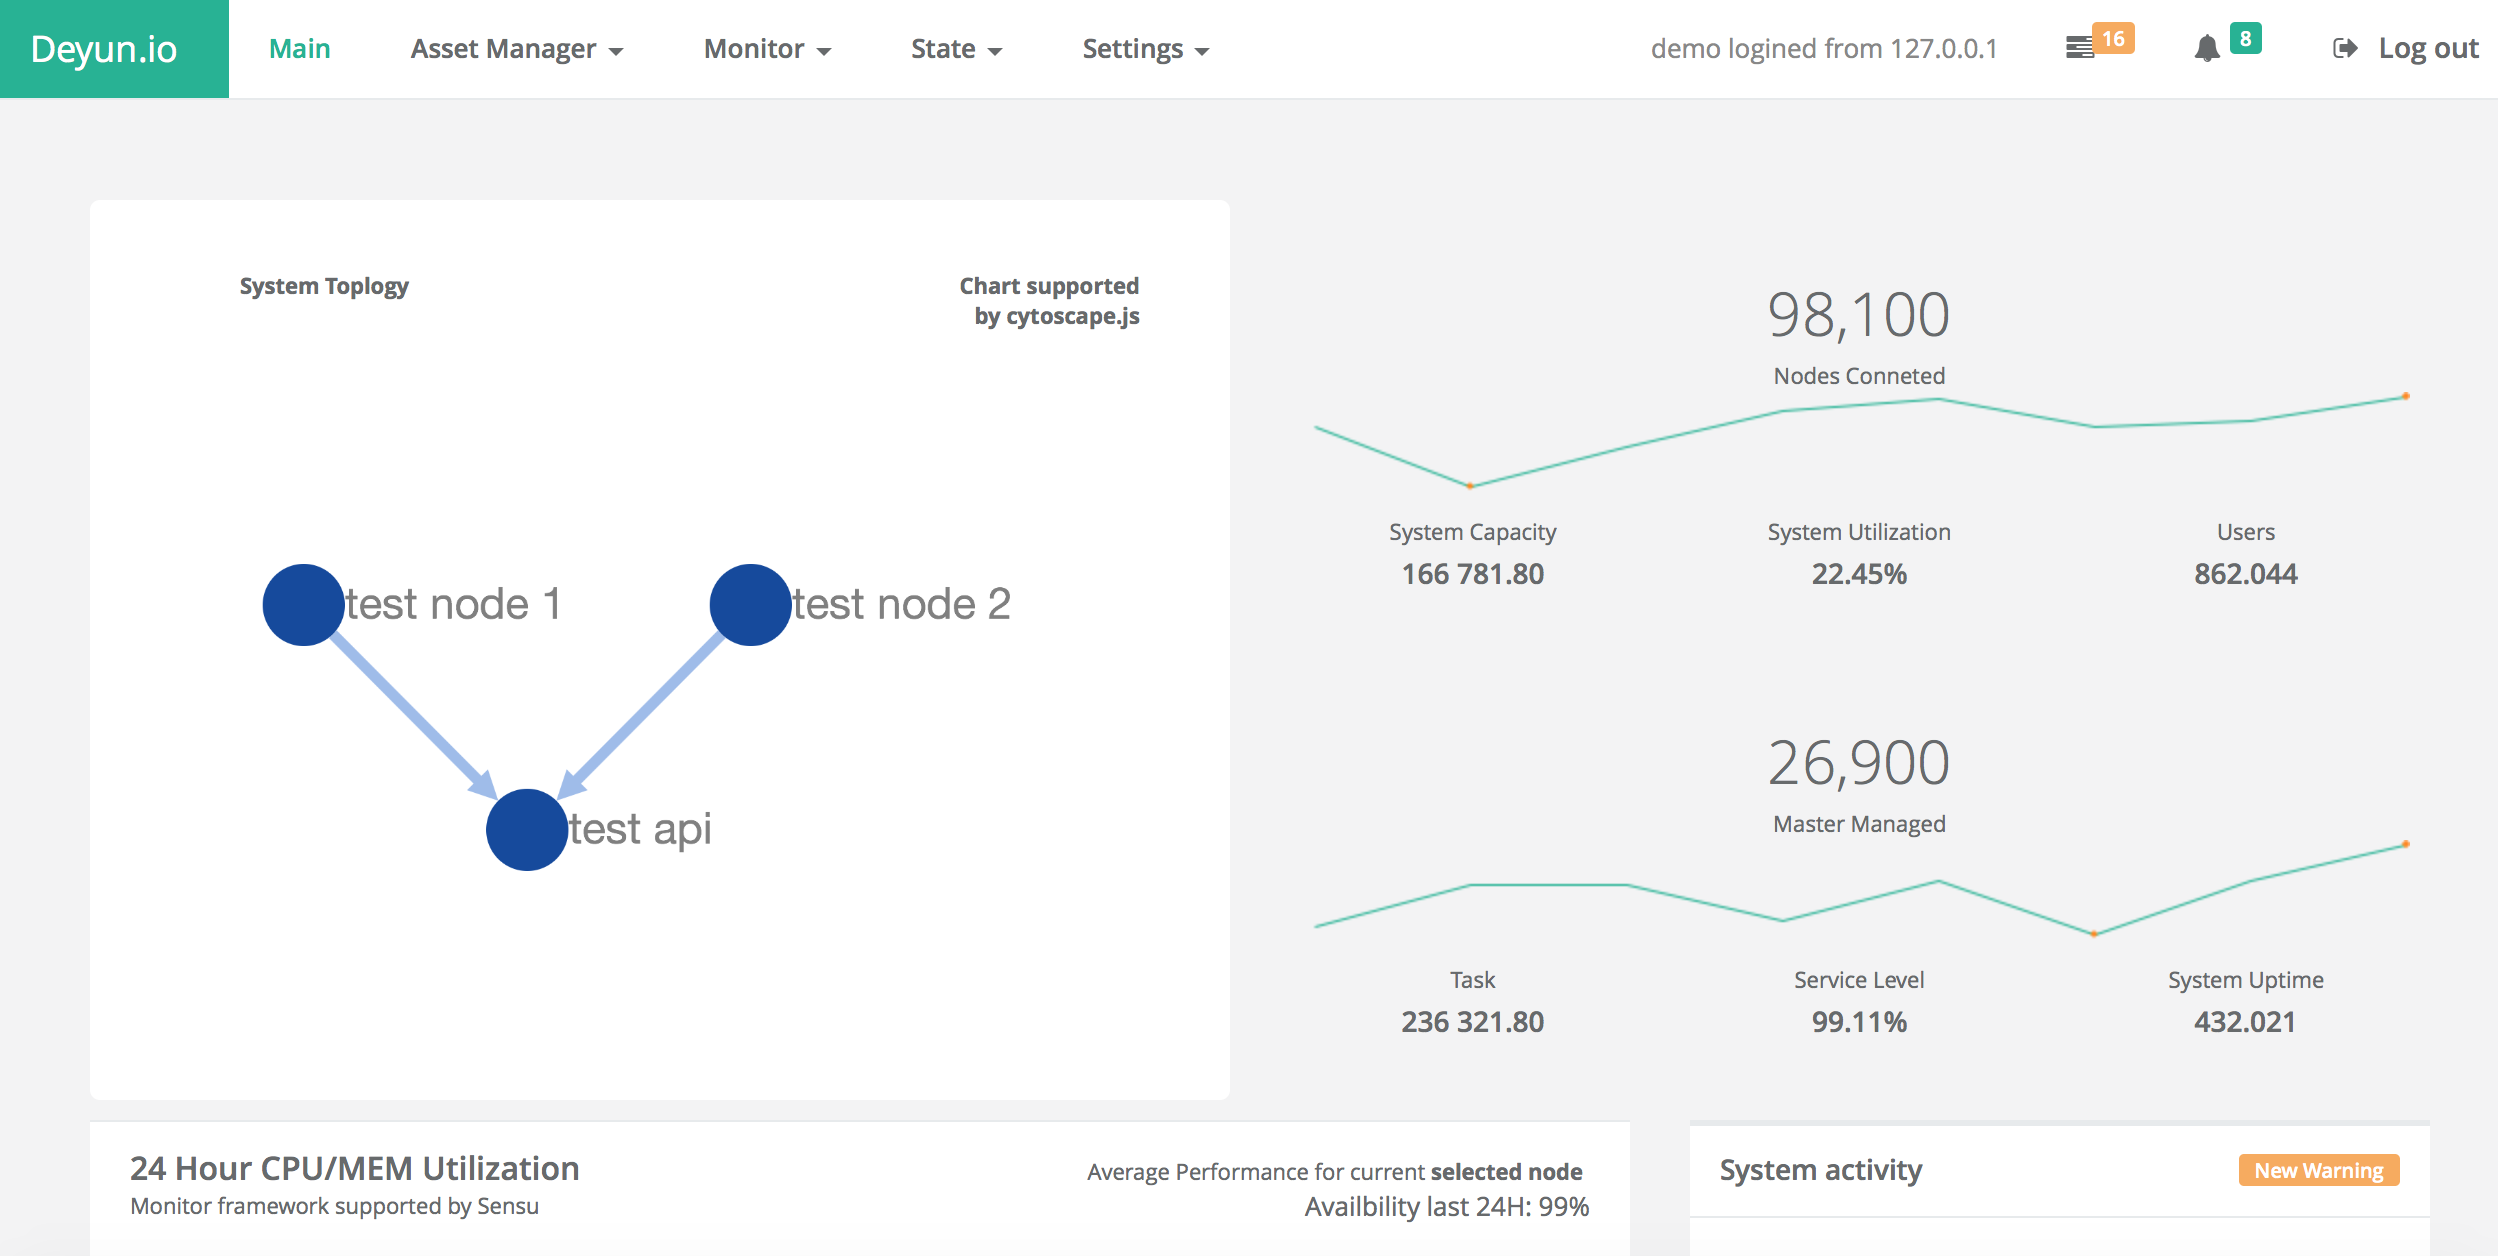 Deyun.io
Main
Asset Manager
Monitor
State
Settings
demo logined from 127.0.0.1
16
8
Log out
System Toplogy
Chart supported
by cytoscape.js
test node 1
test node 2
test api
98,100
Nodes Conneted
System Capacity
166 781.80
System Utilization
22.45%
Users
862.044
26,900
Master Managed
Task
236 321.80
Service Level
99.11%
System Uptime
432.021
24 Hour CPU/MEM Utilization
Monitor framework supported by Sensu
Average Performance for current selected node
Availbility last 24H: 99%
System activity
New Warning